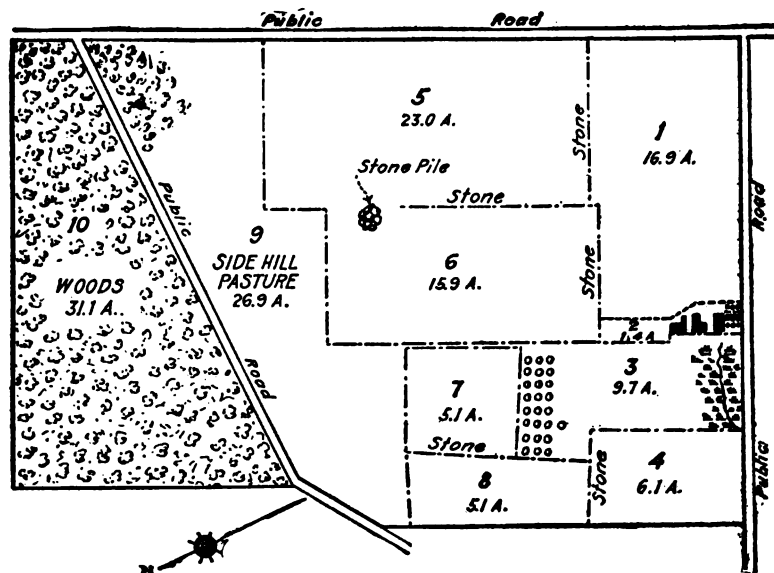 Public Road
5
23.0 A.
Stone
1
16.9 A.
Stone Pile
Stone
Public
Road
10
WOODS
31.1 A.
9
SIDE HILL
PASTURE
26.9 A.
6
15.9 A.
Stone
2
1.4 A
Road
3
9.7 A.
7
5.1 A.
Stone
8
5.1 A.
Stone
4
6.1 A.
Public
N